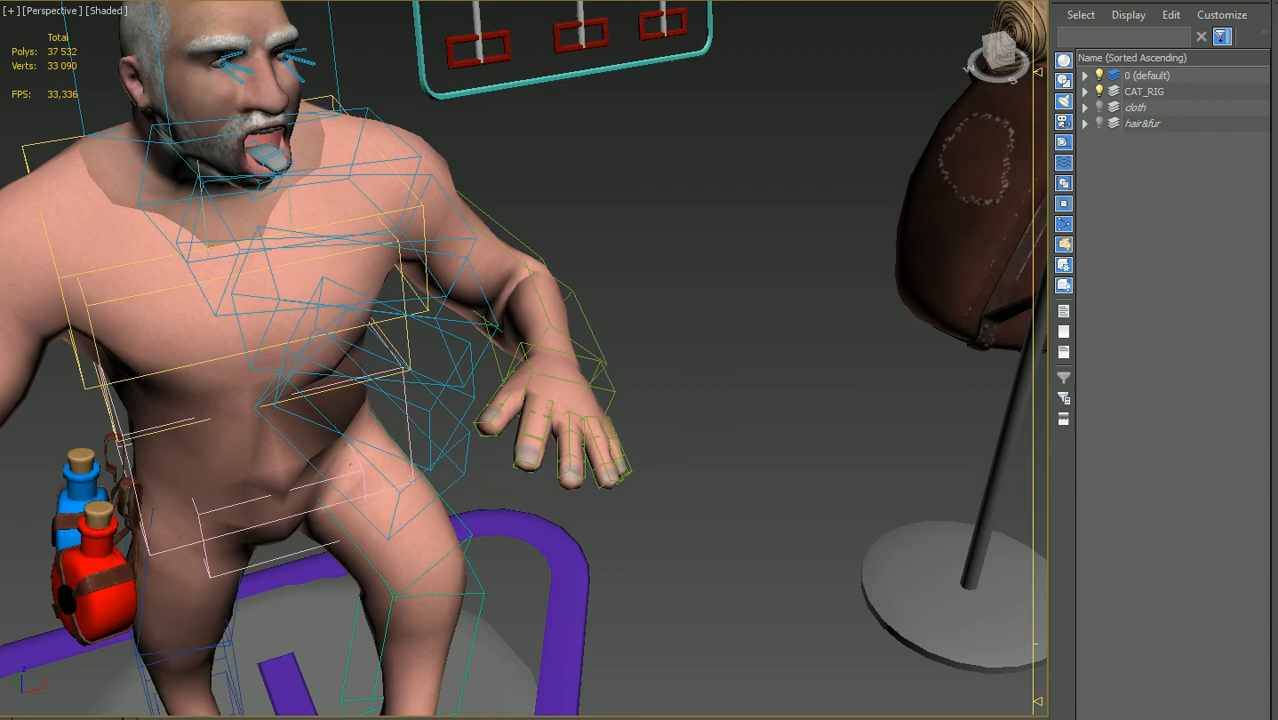 [+] [Perspective ] [Shaded ]
Total
Polys: 37 532
Verts: 33 090
FPS: 33,336
Select Display Edit Customize
Name (Sorted Ascending)
0 (default)
CAT_RIG
cloth
hair&fur
z